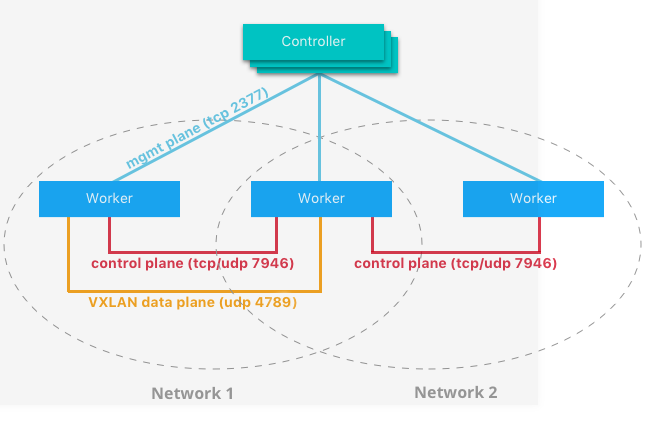 Controller
mgmt plane (tcp 2377)
Worker
Worker
Worker
control plane (tcp/udp 7946)
control plane (tcp/udp 7946)
VXLAN data plane (udp 4789)
Network 1
Network 2